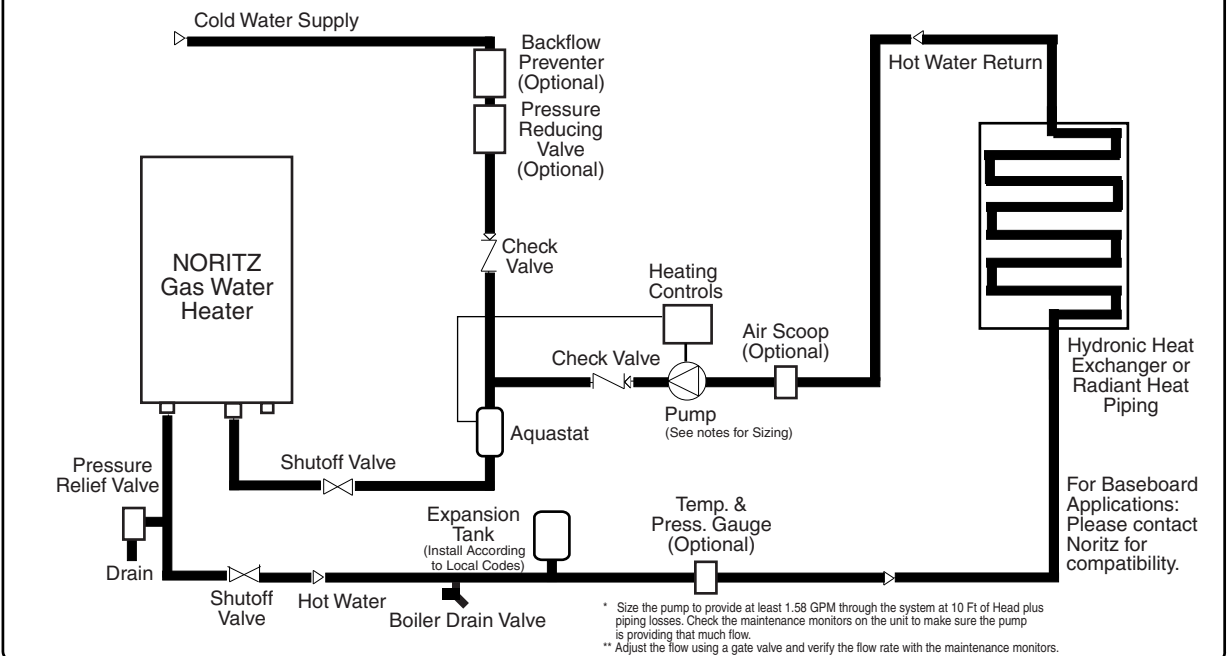 Cold Water Supply
Backflow
Preventer
(Optional)
Pressure
Reducing
Valve
(Optional)
Hot Water Return
NORITZ
Gas Water
Heater
Check
Valve
Heating
Controls
Air Scoop
(Optional)
Check Valve
Pump
(See notes for Sizing)
Hydronic Heat
Exchanger or
Radiant Heat
Piping
Aquastat
Shutoff Valve
Pressure
Relief Valve
Drain
Shutoff
Valve
Hot Water
Expansion
Tank
(Install According
to Local Codes)
Boiler Drain Valve
Temp. &
Press. Gauge
(Optional)
For Baseboard
Applications:
Please contact
Noritz for
compatibility.
* Size the pump to provide at least 1.58 GPM through the system at 10 Ft of Head plus
piping losses. Check the maintenance monitors on the unit to make sure the pump
is providing that much flow.
** Adjust the flow using a gate valve and verify the flow rate with the maintenance monitors.